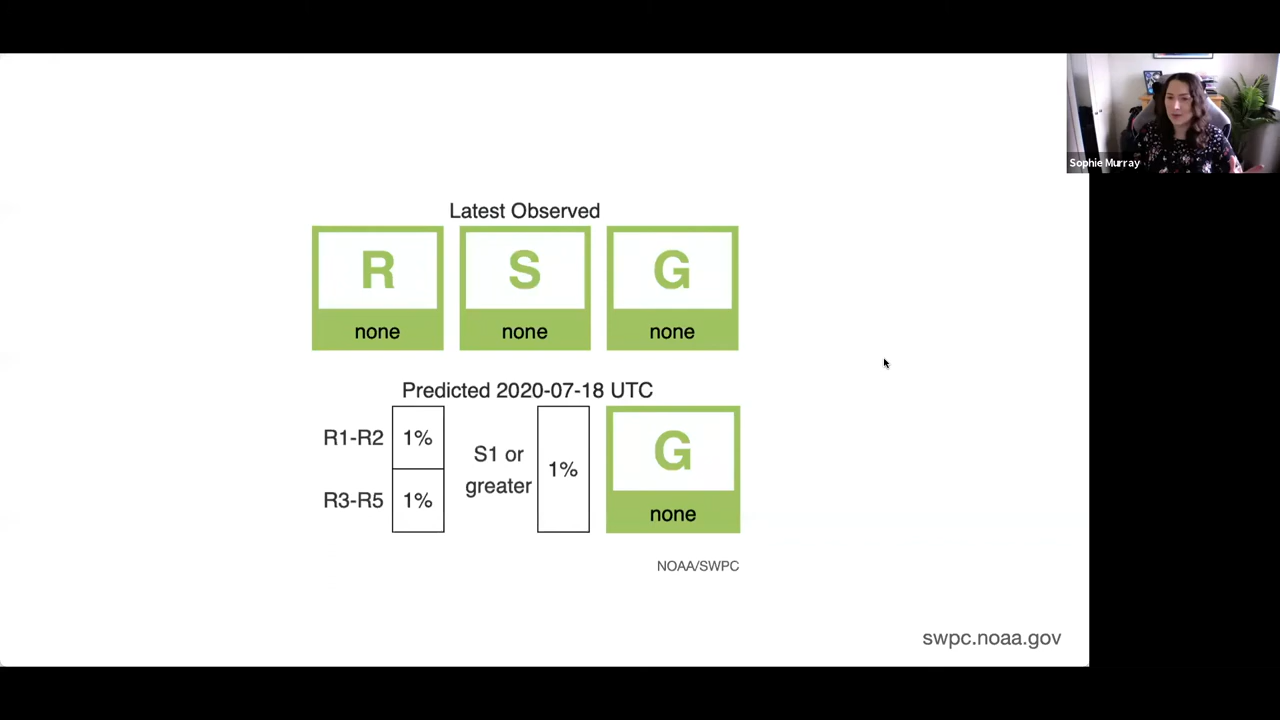 Sophie Murray
Latest Observed
R S G
none none none
Predicted 2020-07-18 UTC
R1-R2 1%
S1 or
greater
1%
G
R3-R5 1%
none
NOAA/SWPC
swpc.noaa.gov